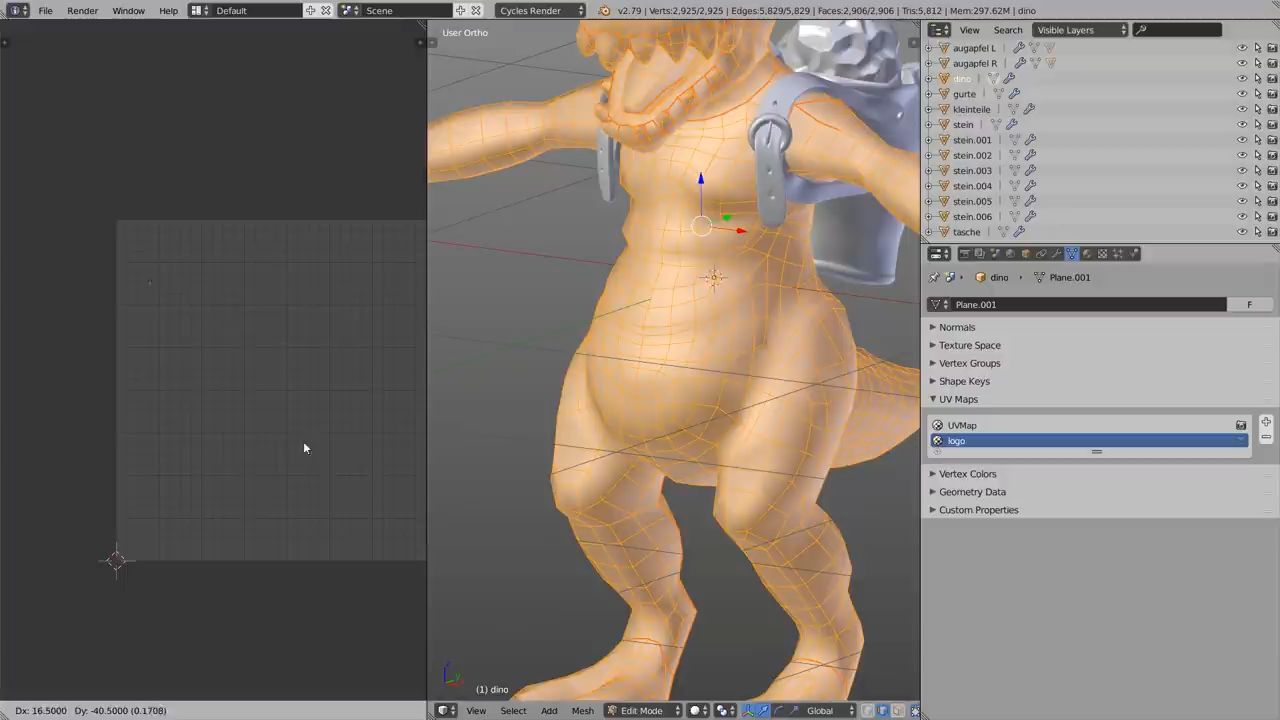 File Render Window Help Default Scene Cycles Render v2.79 | Verts:2,925/2,925 | Edges:5,829/5,829 | Faces:2,906/2,906 | Tris:5,812 | Mem:297.62M | dino
User Ortho
View Search Visible Layers
augapfel L
augapfel R
dino
gurte
kleinteile
stein
stein.001
stein.002
stein.003
stein.004
stein.005
stein.006
tasche
dino Plane.001
Plane.001 F
Normals
Texture Space
Vertex Groups
Shape Keys
UV Maps
UVMap
logo
Vertex Colors
Geometry Data
Custom Properties
(1) dino
Dx: 16.5000 Dy: -40.5000 (0.1708)
View Select Add Mesh Edit Mode Global